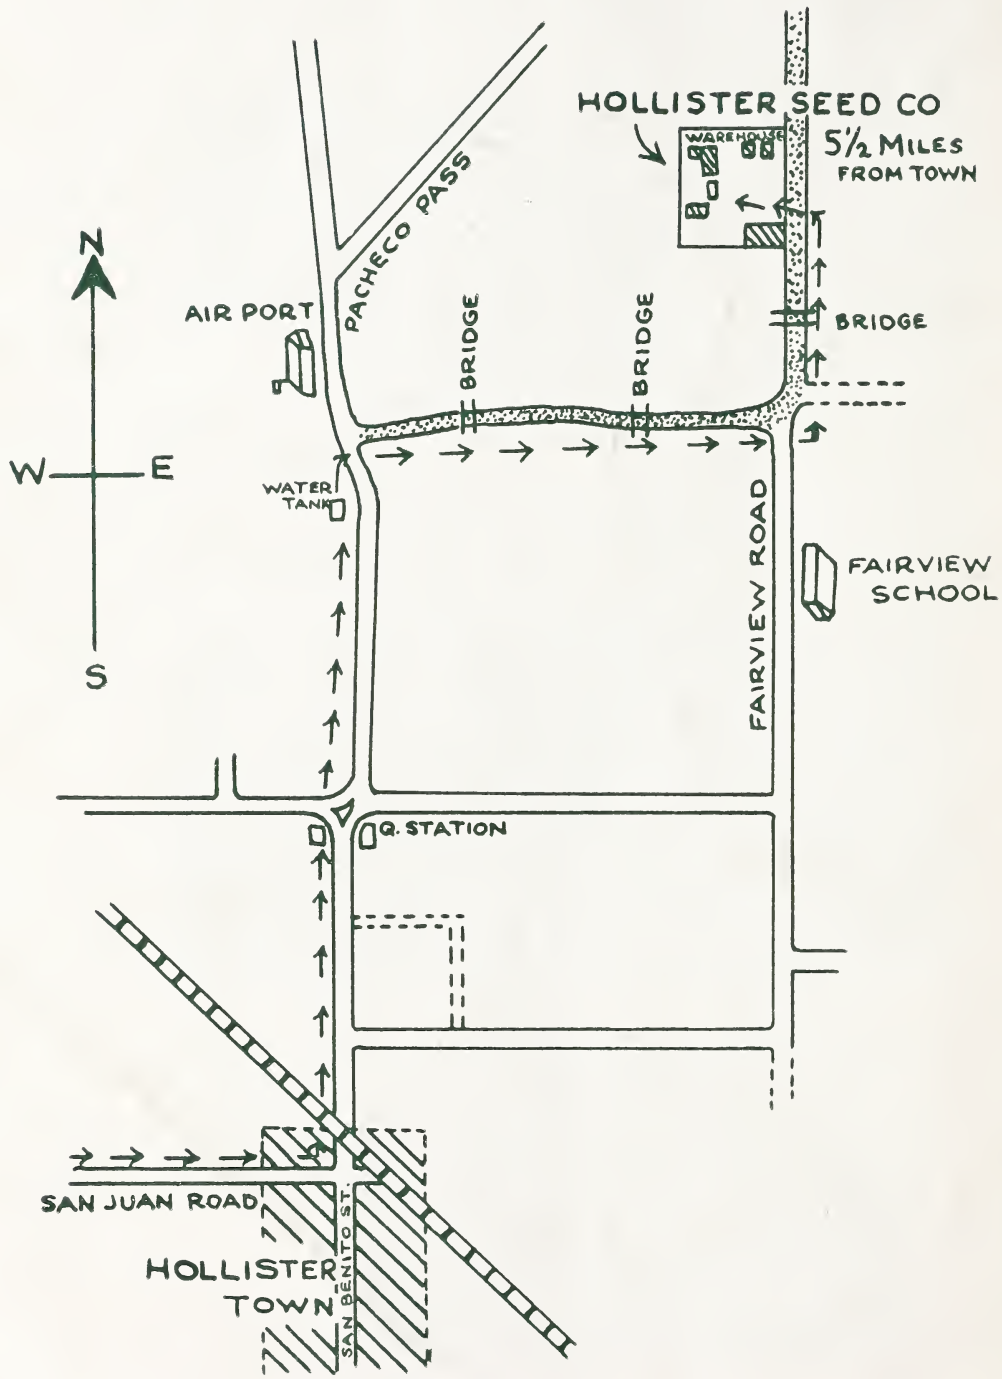 HOLLISTER SEED CO
WAREHOUSE
5½ MILES
FROM TOWN
PACHECO PASS
N
AIR PORT
BRIDGE
BRIDGE
BRIDGE
W
E
WATER
TANK
S
FAIRVIEW ROAD
FAIRVIEW
SCHOOL
Q. STATION
SAN JUAN ROAD
HOLLISTER
TOWN
SAN BENITO ST.